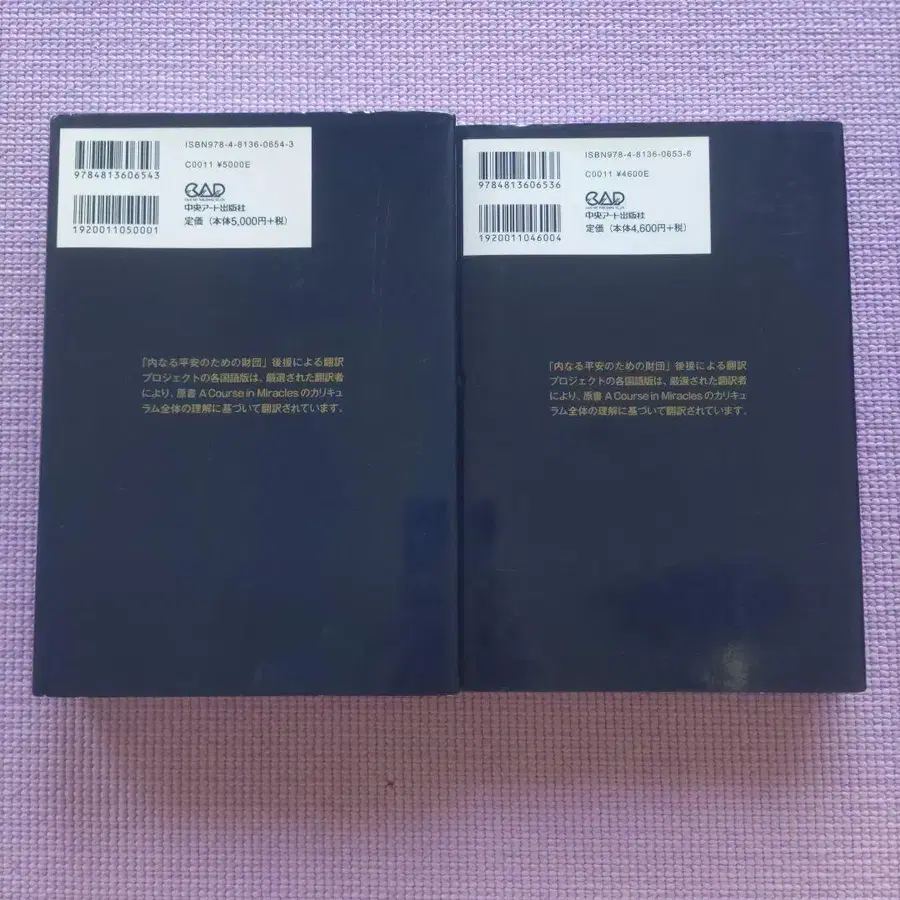 ISBN978-4-8136-0654-3
C0011 ¥5000E
9784813606543
CAD
中央アート出版社
定価（本体5,000円+税）
1920011050001
「内なる平安のための財団」後援による翻訳
プロジェクトの各国語版は、厳選された翻訳者
により、原書 A Course in Miracles のカリキュ
ラム全体の理解に基づいて翻訳されています。
ISBN978-4-8136-0653-6
C0011 ¥4600E
9784813606536
CAD
中央アート出版社
定価（本体4,600円+税）
1920011046004
「内なる平安のための財団」後援による翻訳
プロジェクトの各国語版は、厳選された翻訳者
により、原書 A Course in Miracles のカリキュ
ラム全体の理解に基づいて翻訳されています。